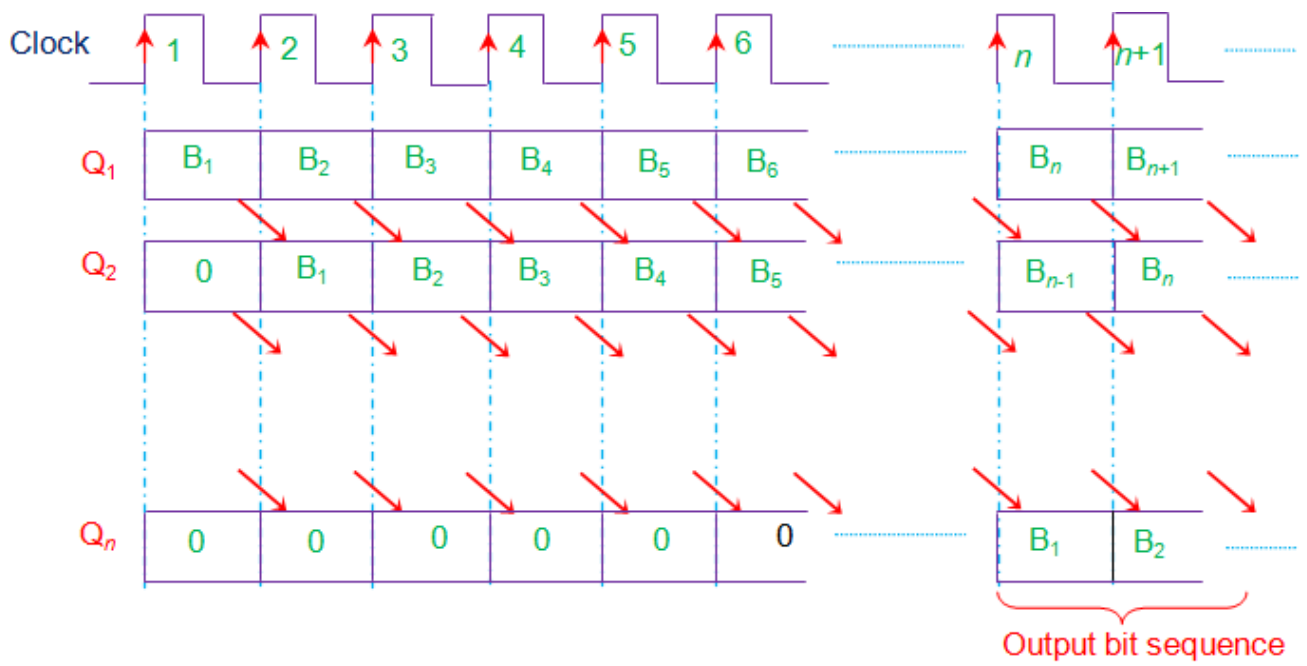 Clock 1 2 3 4 5 6 n n+1
Q₁ B₁ B₂ B₃ B₄ B₅ B₆ Bₙ Bₙ₊₁
Q₂ 0 B₁ B₂ B₃ B₄ B₅ Bₙ₋₁ Bₙ
Qₙ 0 0 0 0 0 0 B₁ B₂
Output bit sequence